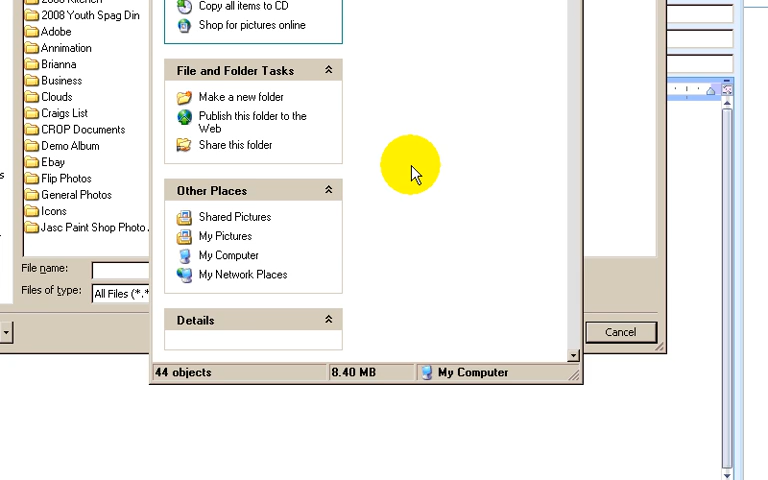 2008 Kitchen
2008 Youth Spag Din
Adobe
Annimation
Brianna
Business
Clouds
Craigs List
CROP Documents
Demo Album
Ebay
Flip Photos
General Photos
Icons
Jasc Paint Shop Photo
File name:
Files of type:
All Files (*.*
Copy all items to CD
Shop for pictures online
File and Folder Tasks
Make a new folder
Publish this folder to the
Web
Share this folder
Other Places
Shared Pictures
My Pictures
My Computer
My Network Places
Details
44 objects
8.40 MB
My Computer
Cancel